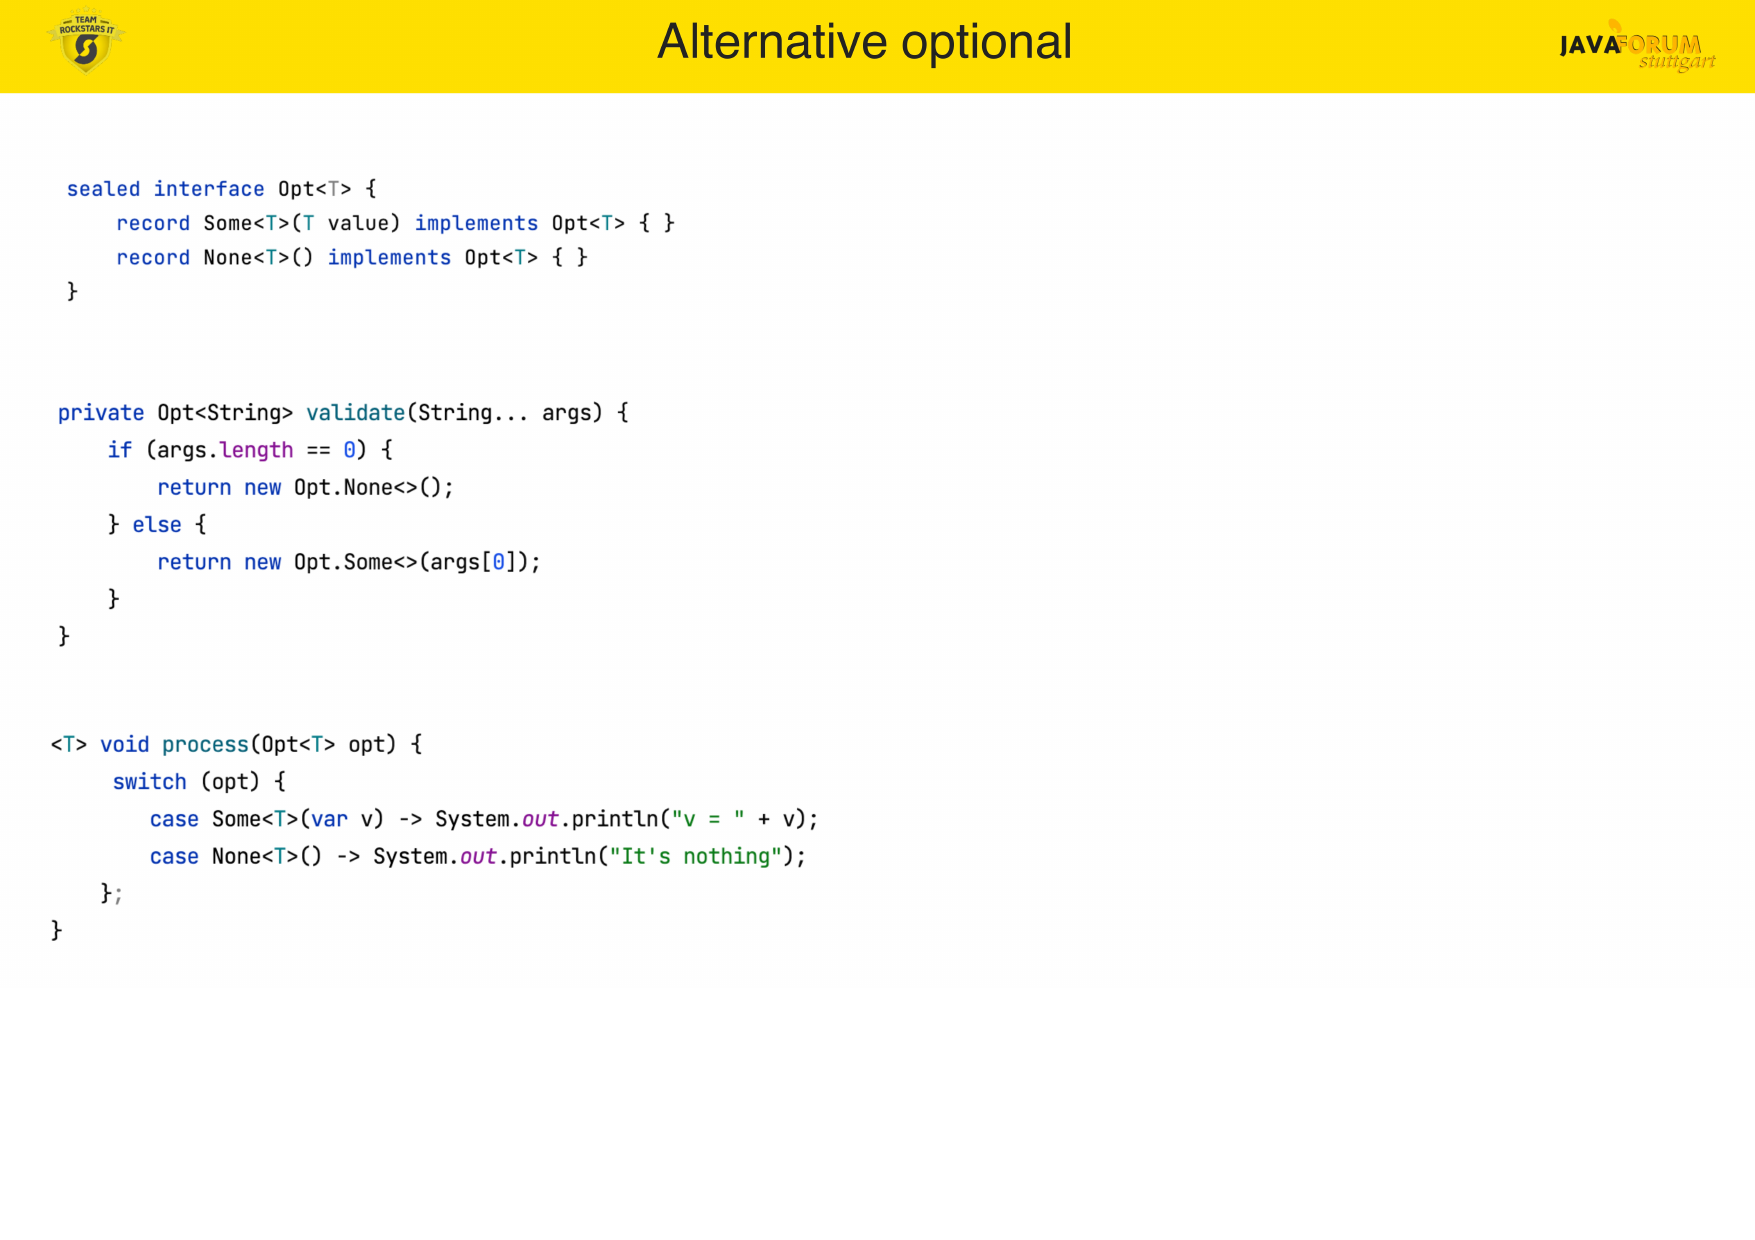 TEAM
ROCKSTARS IT
Alternative optional
JAVAFORUM
stuttgart
sealed interface Opt<T> {
    record Some<T>(T value) implements Opt<T> { }
    record None<T>() implements Opt<T> { }
}
private Opt<String> validate(String... args) {
    if (args.length == 0) {
        return new Opt.None<>();
    } else {
        return new Opt.Some<>(args[0]);
    }
}
<T> void process(Opt<T> opt) {
     switch (opt) {
        case Some<T>(var v) -> System.out.println("v = " + v);
        case None<T>() -> System.out.println("It's nothing");
    };
}